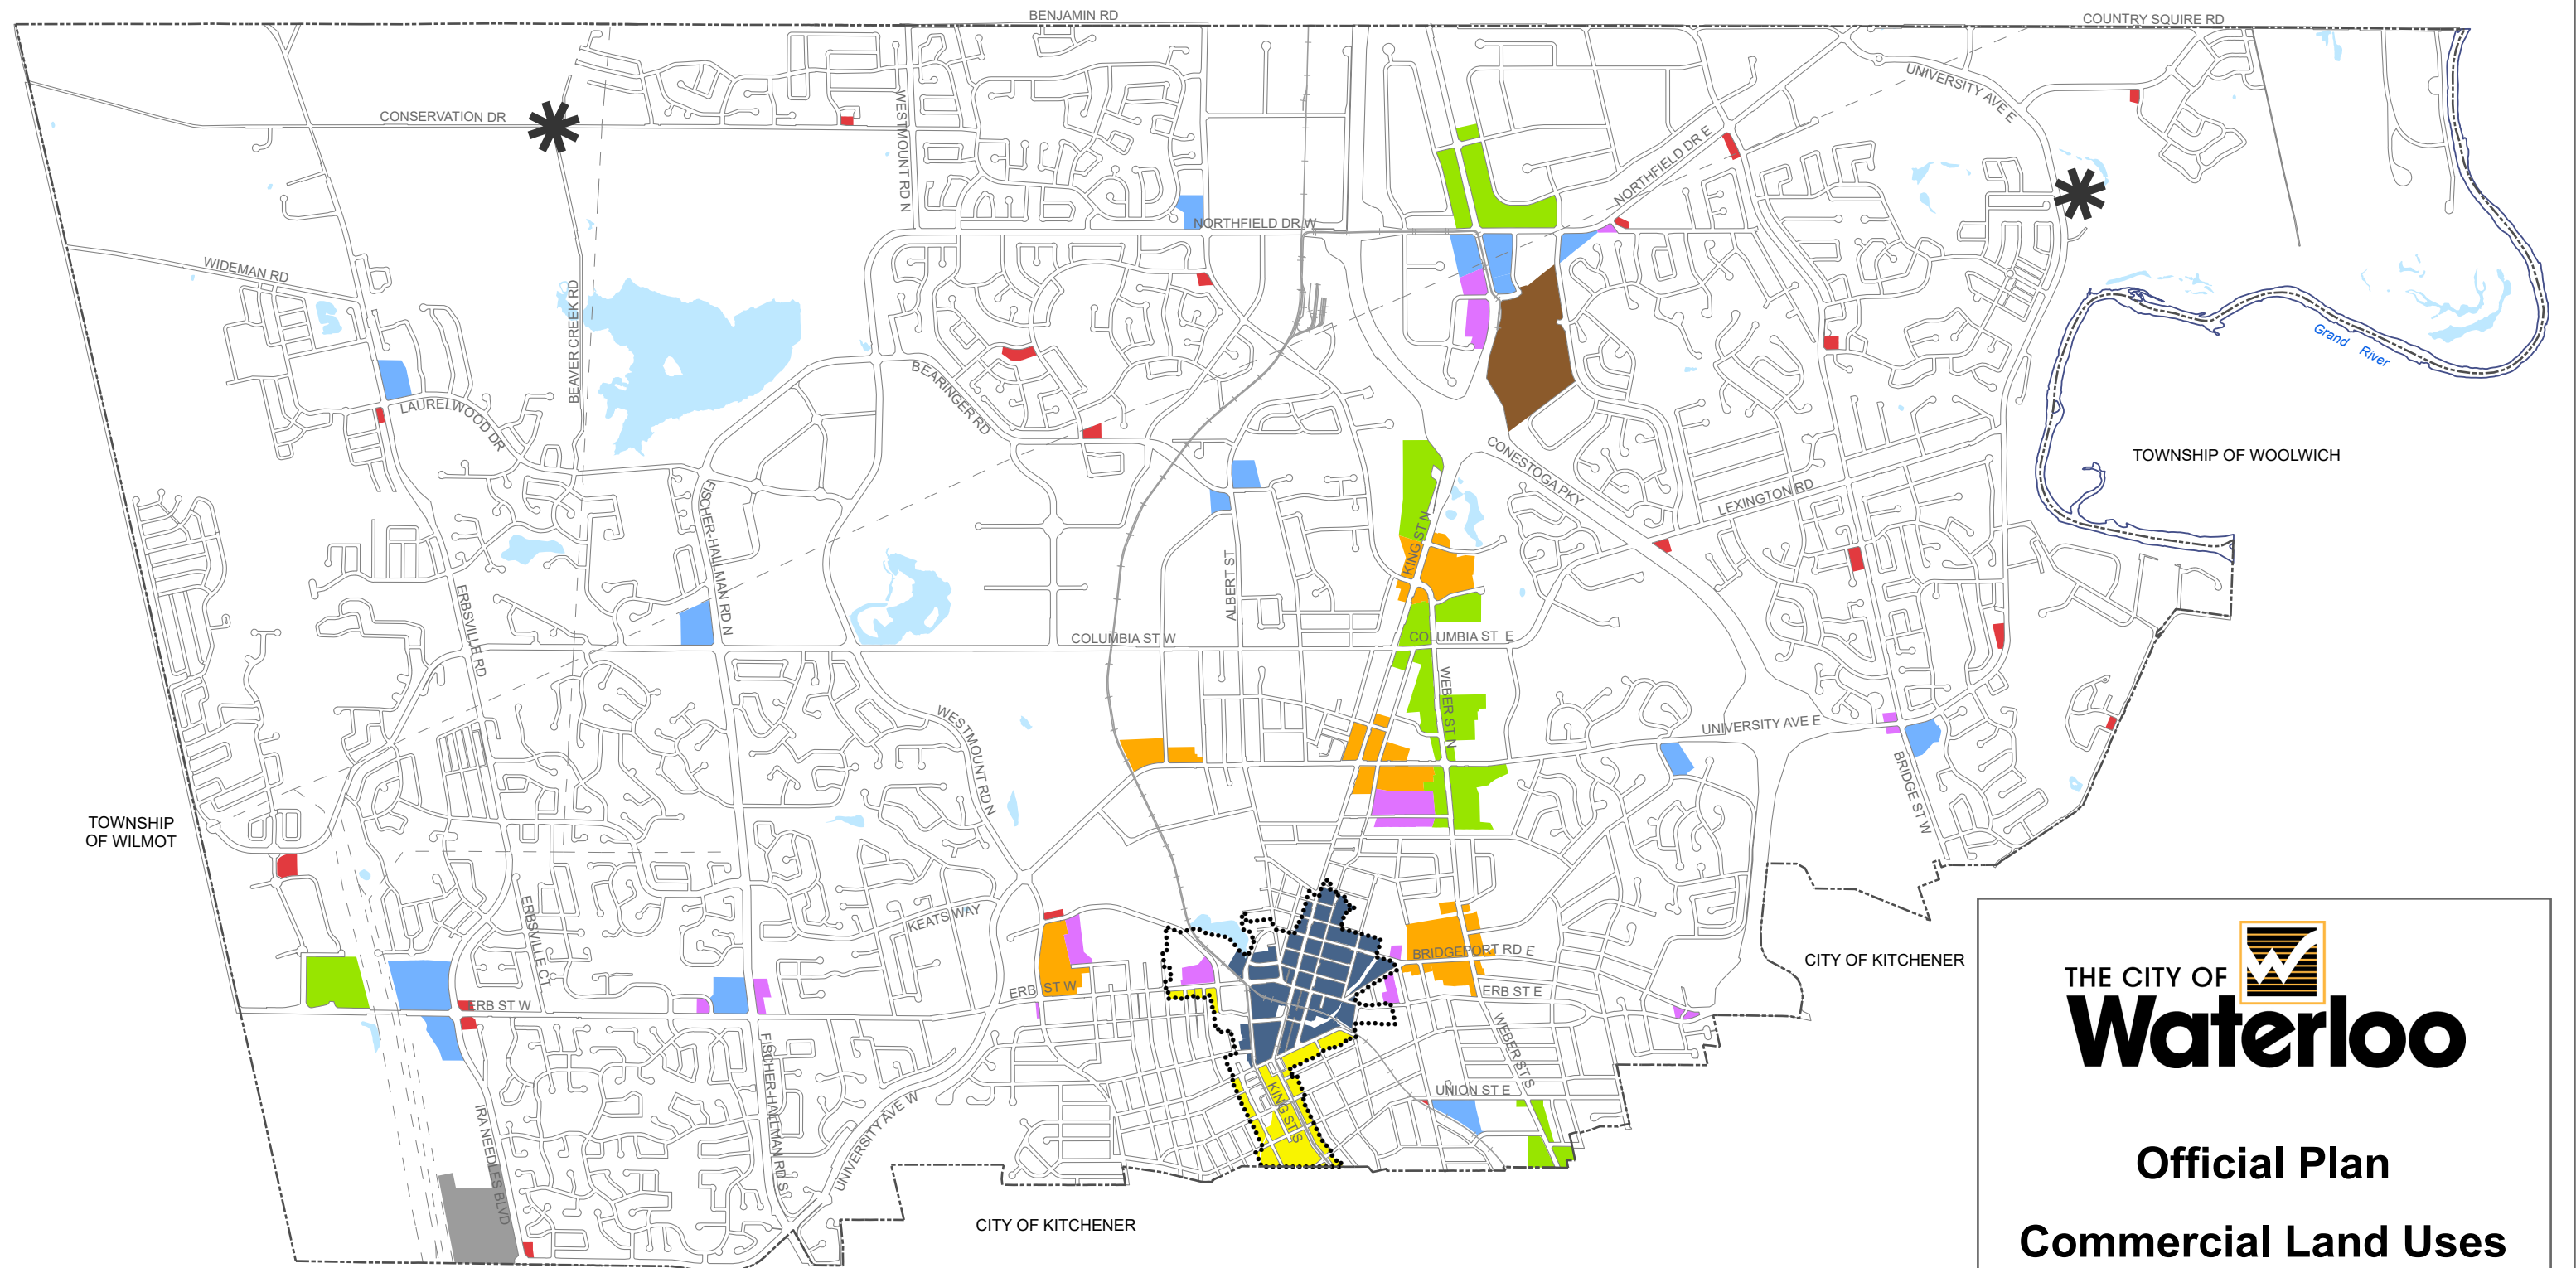 BENJAMIN RD
COUNTRY SQUIRE RD
UNIVERSITY AVE E
CONSERVATION DR
WESTMOUNT RD N
NORTHFIELD DR E
NORTHFIELD DR W
WIDEMAN RD
BEAVER CREEK RD
Grand River
LAURELWOOD DR
BEARINGER RD
TOWNSHIP OF WOOLWICH
CONESTOGA PKY
LEXINGTON RD
FISCHER-HALLMAN RD N
KING ST N
ALBERT ST
ERBSVILLE RD
COLUMBIA ST W
COLUMBIA ST E
WEBER ST N
WESTMOUNT RD N
UNIVERSITY AVE E
BRIDGE ST W
TOWNSHIP
OF WILMOT
ERBSVILLE CT
KEATS WAY
BRIDGEPORT RD E
CITY OF KITCHENER
ERB ST W
ERB ST W
ERB ST E
WEBER ST S
FISCHER-HALLMAN RD S
UNION ST E
KING ST S
IRA NEEDLES BLVD
UNIVERSITY AVE W
CITY OF KITCHENER
THE CITY OF
Waterloo
Official Plan
Commercial Land Uses